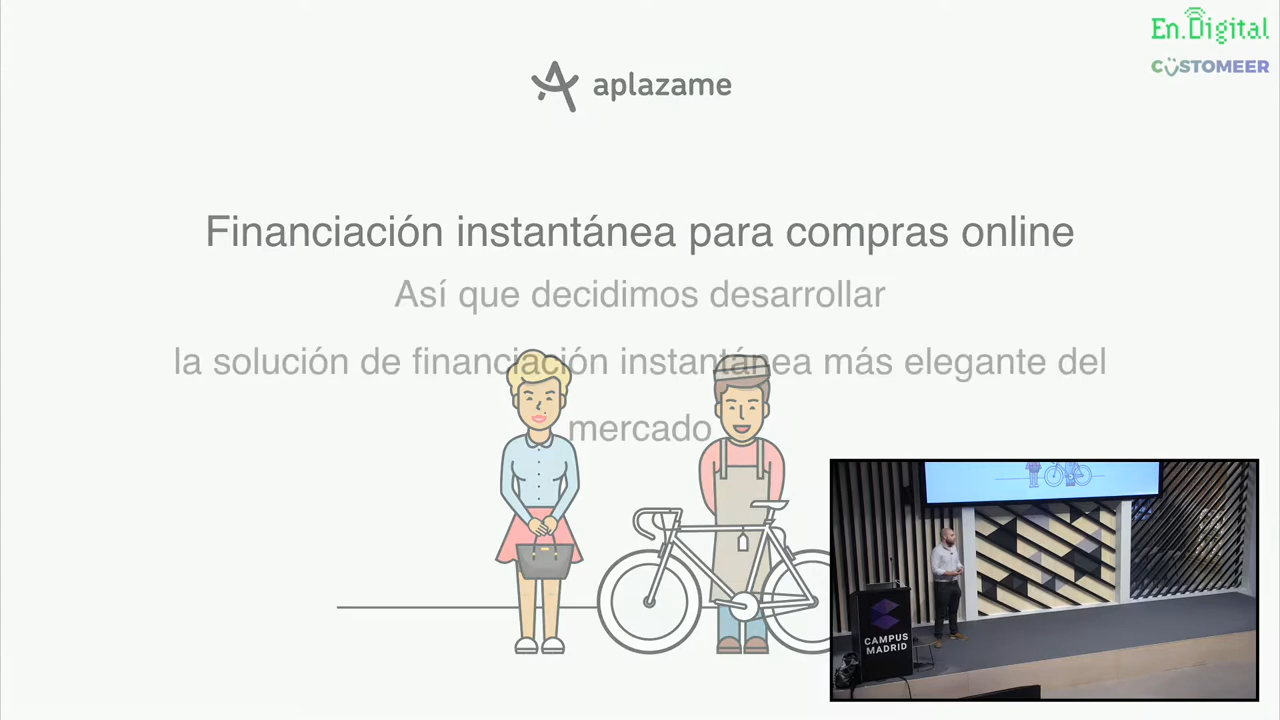 En.Digital
CUSTOMEER
aplazame
Financiación instantánea para compras online
Así que decidimos desarrollar
la solución de financiación instantánea más elegante del
mercado
CAMPUS
MADRID